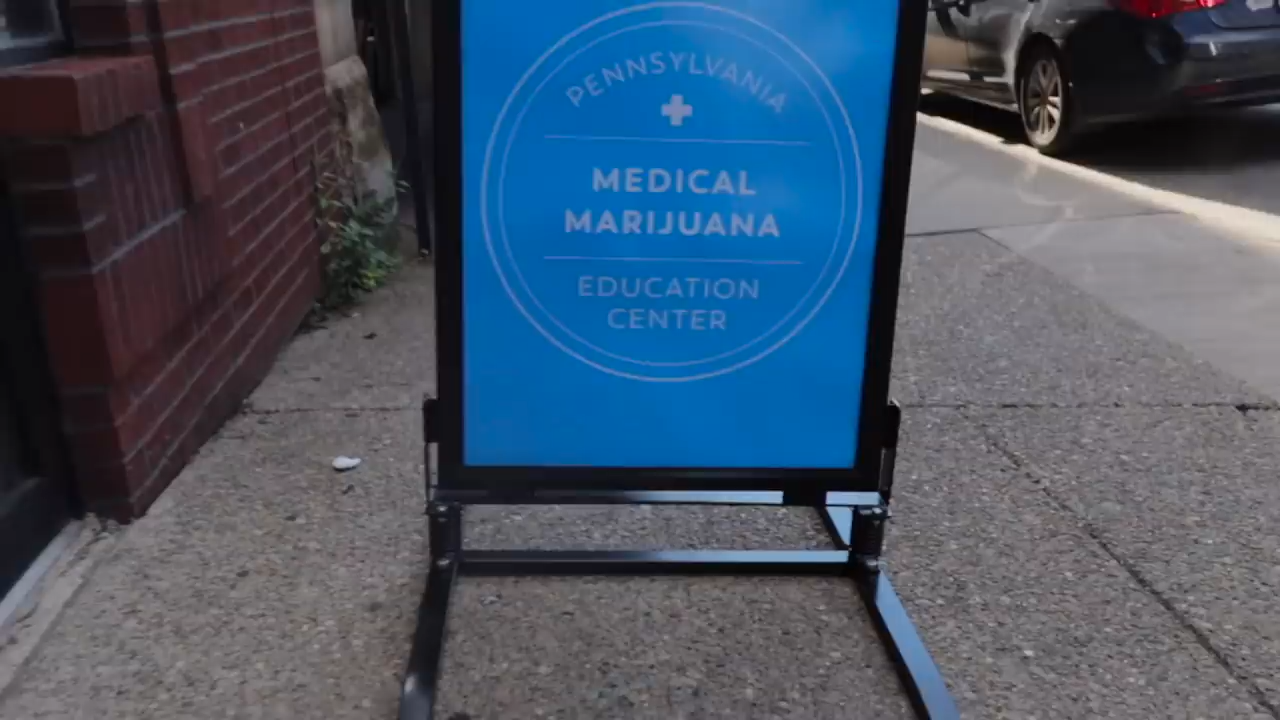 PENNSYLVANIA
MEDICAL
MARIJUANA
EDUCATION
CENTER